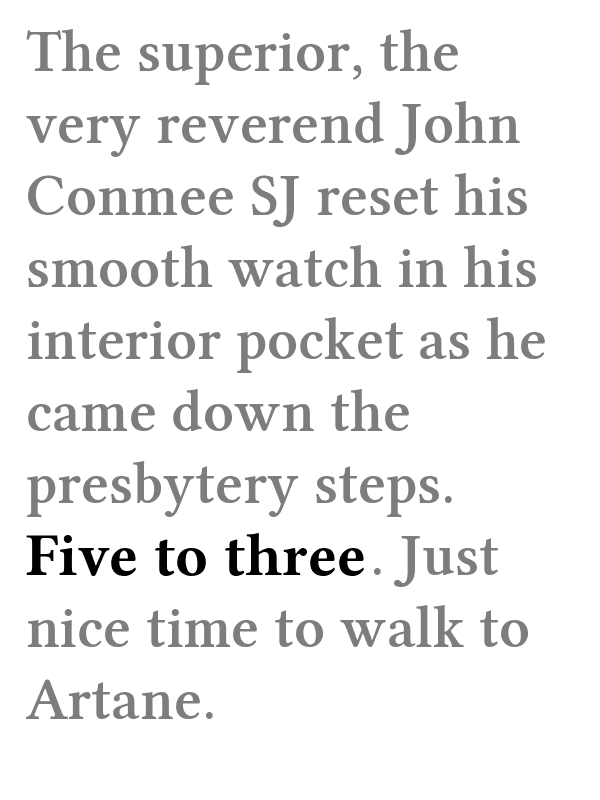 The superior, the
very reverend John
Conmee SJ reset his
smooth watch in his
interior pocket as he
came down the
presbytery steps.
Five to three. Just
nice time to walk to
Artane.